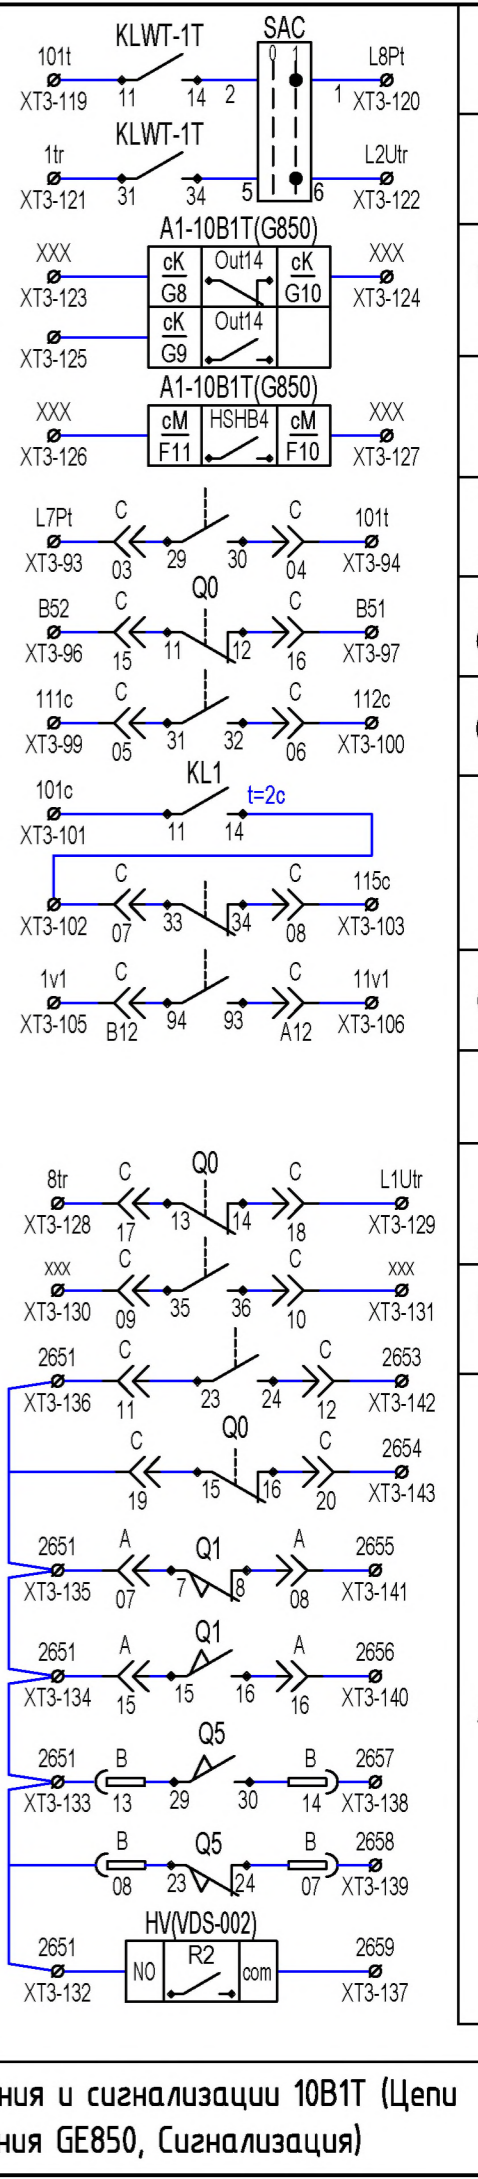 SAC
KLWT-1T
101t 0 1 L8Pt
XT3-119 11 14 2 1 XT3-120
KLWT-1T
1tr L2Utr
XT3-121 31 34 5 6 XT3-122
A1-10B1T(G850)
XXX cK Out14 cK XXX
XT3-123 G8 G10 XT3-124
cK Out14
XT3-125 G9
A1-10B1T(G850)
XXX cM HSHB4 cM XXX
XT3-126 F11 F10 XT3-127
L7Pt C C 101t
XT3-93 03 29 30 04 XT3-94
Q0
B52 C C B51
XT3-96 15 11 12 16 XT3-97
111c C C 112c
XT3-99 05 31 32 06 XT3-100
KL1
101c t=2c
XT3-101 11 14
C C 115c
XT3-102 07 33 34 08 XT3-103
1v1 C C 11v1
XT3-105 B12 94 93 A12 XT3-106
Q0
8tr C C L1Utr
XT3-128 17 13 14 18 XT3-129
xxx C C xxx
XT3-130 09 35 36 10 XT3-131
2651 C C 2653
XT3-136 11 23 24 12 XT3-142
Q0
C C 2654
19 15 16 20 XT3-143
2651 A Q1 A 2655
XT3-135 07 7 8 08 XT3-141
2651 A Q1 A 2656
XT3-134 15 15 16 16 XT3-140
Q5
2651 B B 2657
XT3-133 13 29 30 14 XT3-138
B Q5 B 2658
08 23 24 07 XT3-139
HV(VDS-002)
2651 NO R2 com 2659
XT3-132 XT3-137
ния и сигнализации 10В1Т (Цепи
ния GE850, Сигнализация)